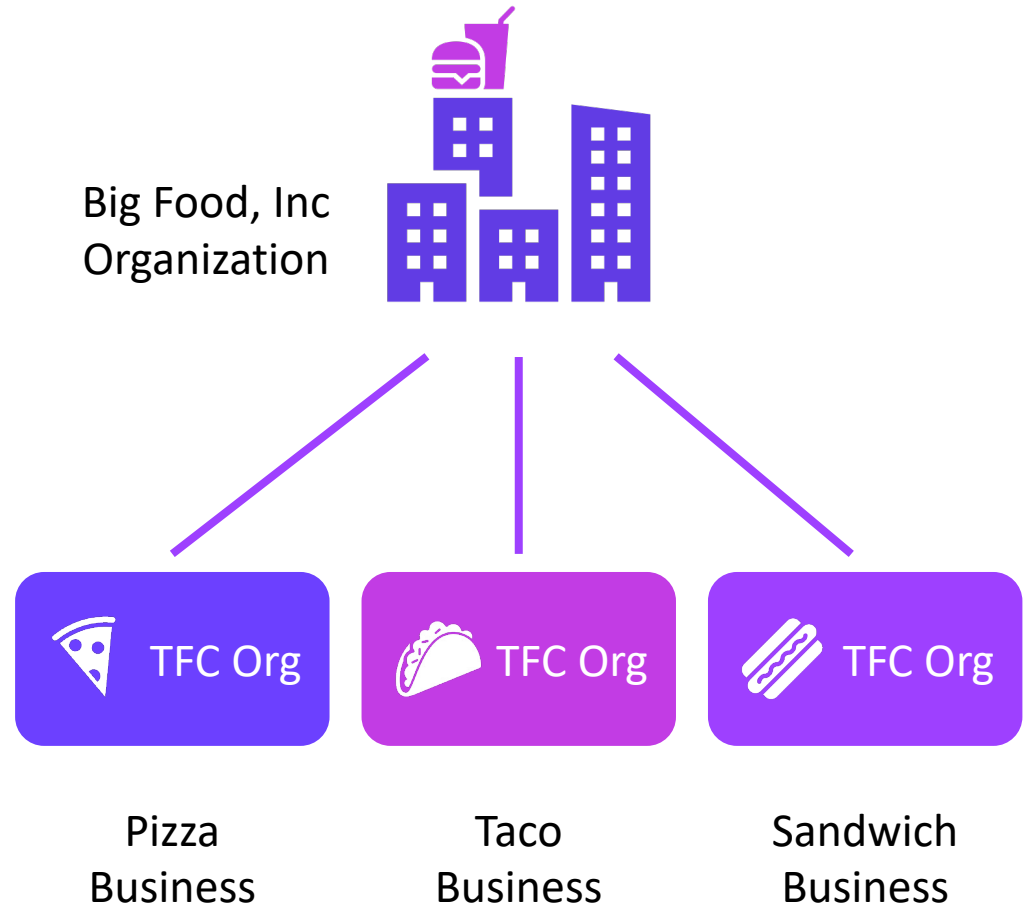 Big Food, Inc
Organization
TFC Org
TFC Org
TFC Org
Pizza
Business
Taco
Business
Sandwich
Business